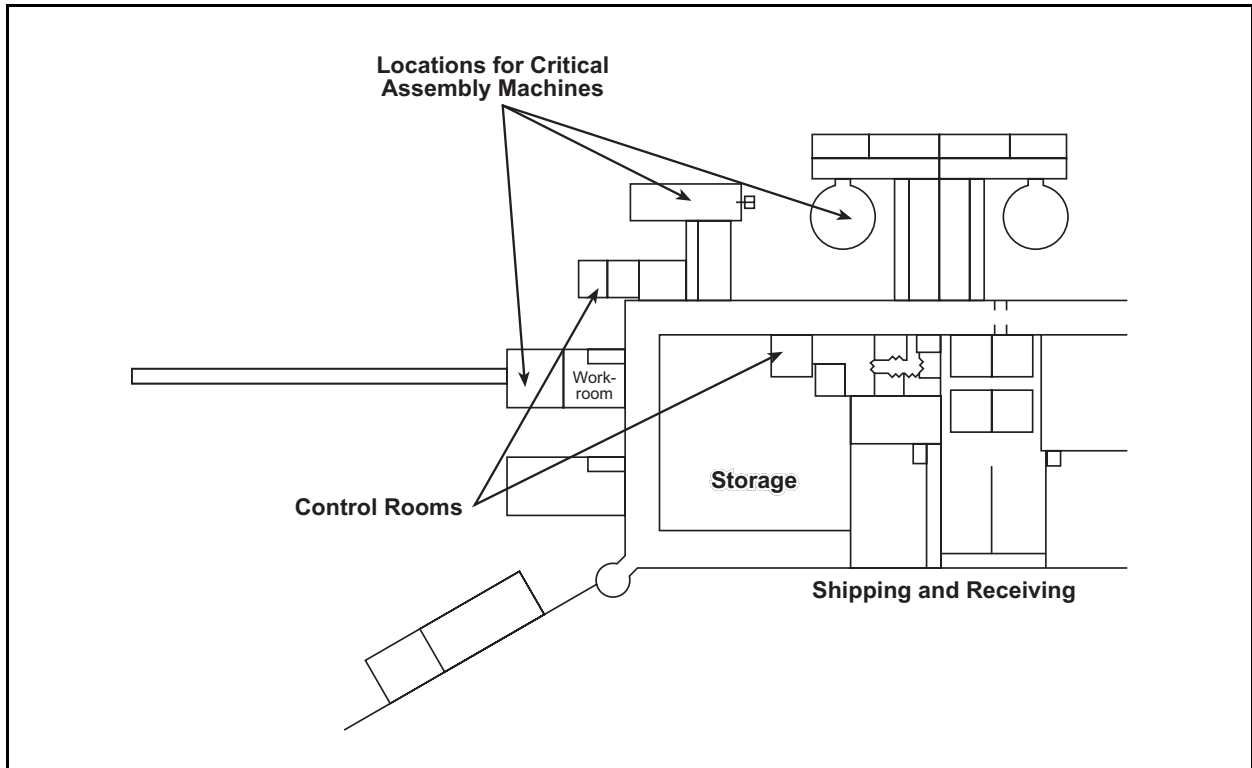 Locations for Critical
Assembly Machines
Work-
room
Storage
Control Rooms
Shipping and Receiving